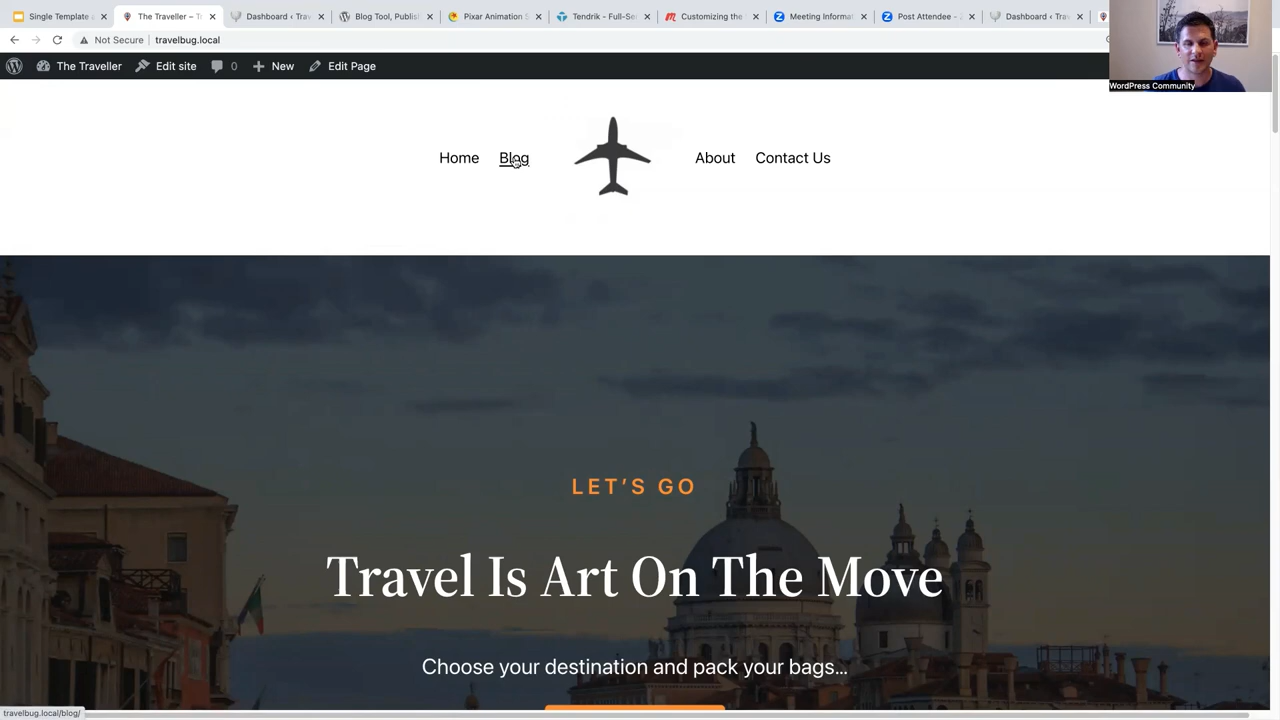 Single Template a
The Traveller – Tr
Dashboard ‹ Trav
Blog Tool, Publis
Pixar Animation S
Tendrik - Full-Ser
Customizing the
Meeting Informa
Post Attendee -
Dashboard ‹ Trav
Not Secure
travelbug.local
The Traveller
Edit site
0
New
Edit Page
WordPress Community
Home
Blog
About
Contact Us
LET'S GO
Travel Is Art On The Move
Choose your destination and pack your bags...
travelbug.local/blog/